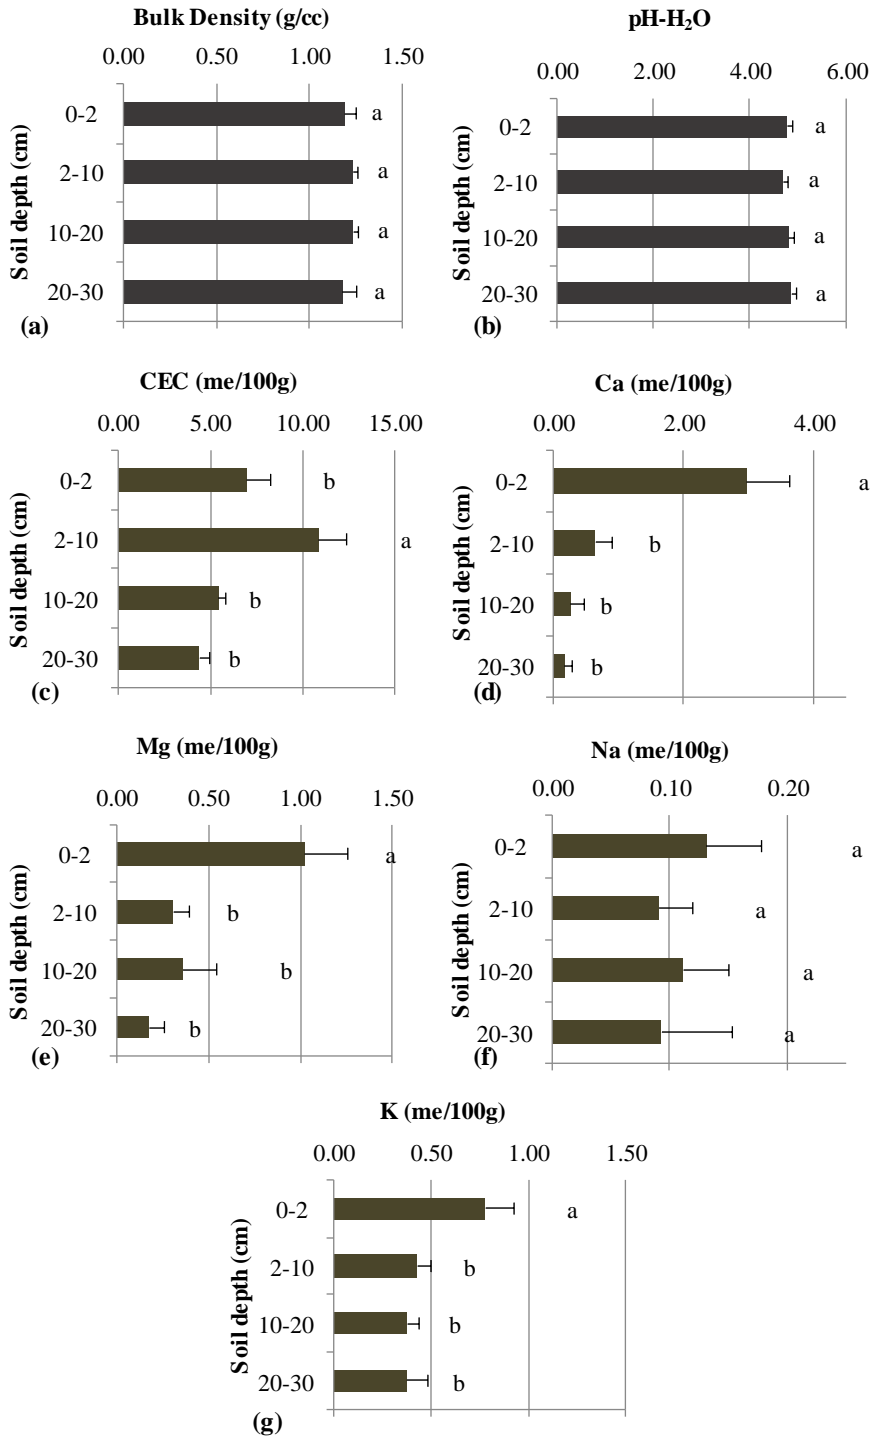 Bulk Density (g/cc)
0.00 0.50 1.00 1.50
Soil depth (cm)
0-2 a
2-10 a
10-20 a
20-30 a
(a)
pH-H₂O
0.00 2.00 4.00 6.00
Soil depth (cm)
0-2 a
2-10 a
10-20 a
20-30 a
(b)
CEC (me/100g)
0.00 5.00 10.00 15.00
Soil depth (cm)
0-2 b
2-10 a
10-20 b
20-30 b
(c)
Ca (me/100g)
0.00 2.00 4.00
Soil depth (cm)
0-2 a
2-10 b
10-20 b
20-30 b
(d)
Mg (me/100g)
0.00 0.50 1.00 1.50
Soil depth (cm)
0-2 a
2-10 b
10-20 b
20-30 b
(e)
Na (me/100g)
0.00 0.10 0.20
Soil depth (cm)
0-2 a
2-10 a
10-20 a
20-30 a
(f)
K (me/100g)
0.00 0.50 1.00 1.50
Soil depth (cm)
0-2 a
2-10 b
10-20 b
20-30 b
(g)